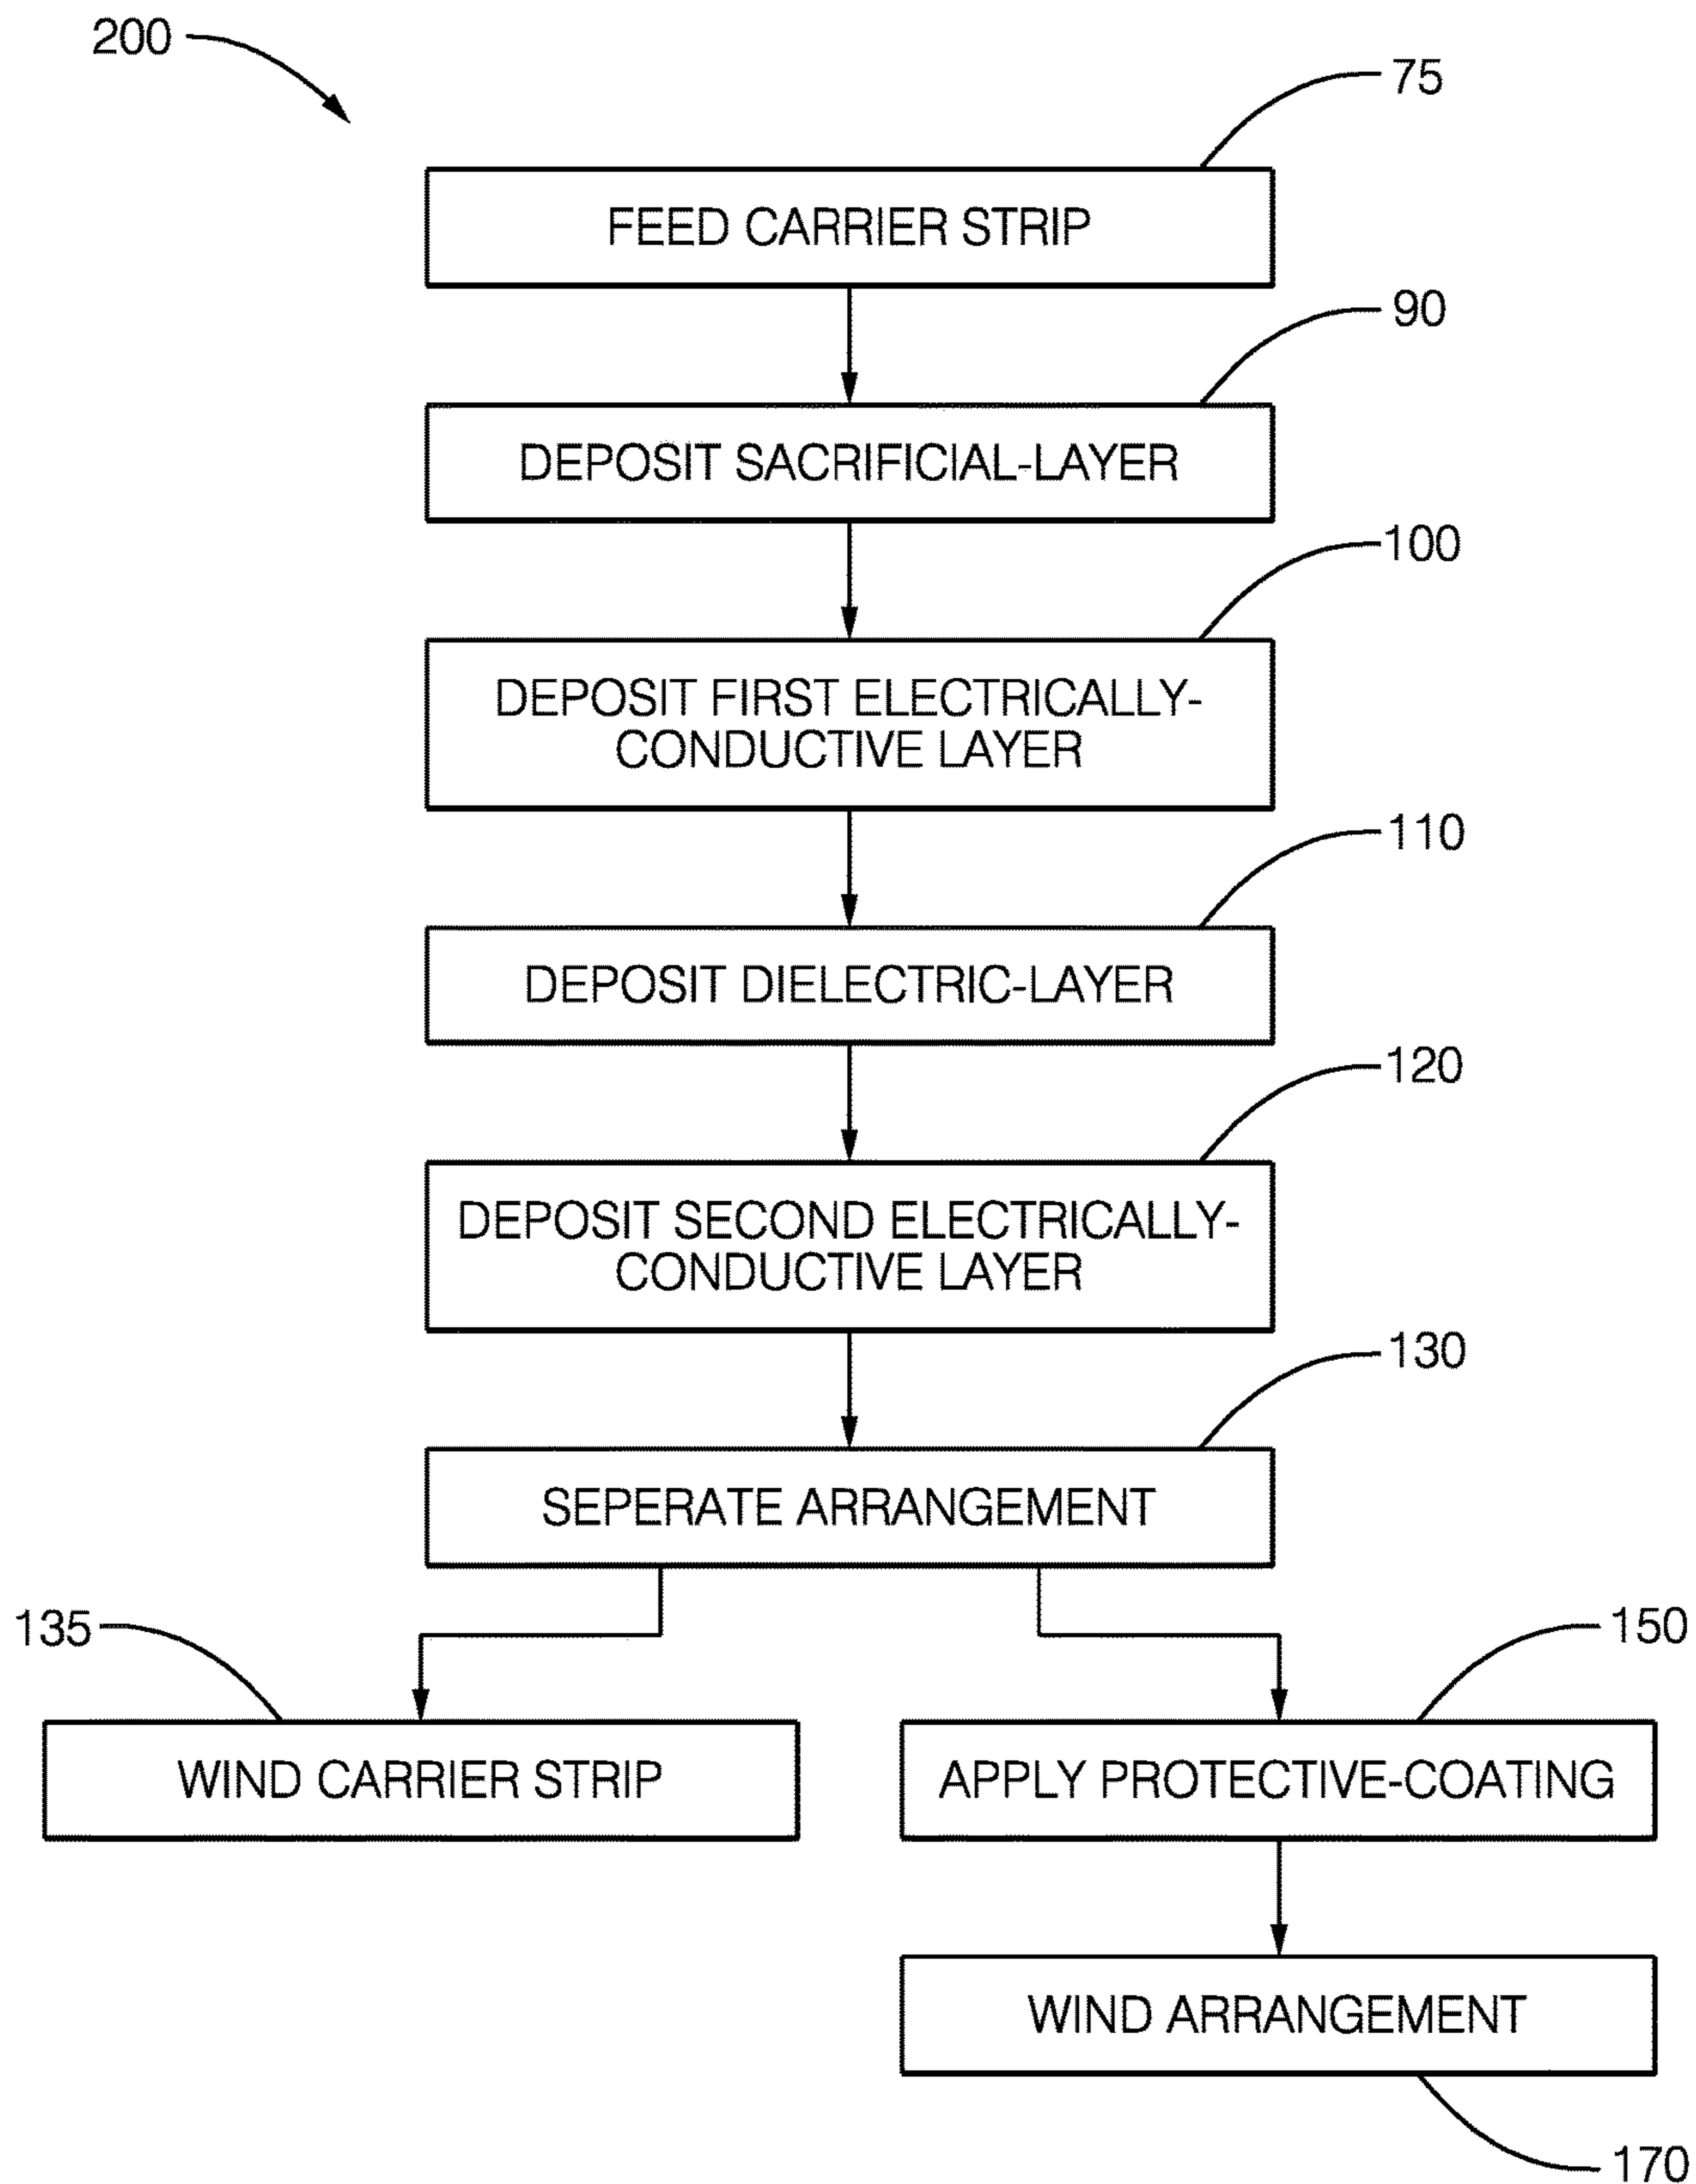 200
75
FEED CARRIER STRIP
90
DEPOSIT SACRIFICIAL-LAYER
100
DEPOSIT FIRST ELECTRICALLY-
CONDUCTIVE LAYER
110
DEPOSIT DIELECTRIC-LAYER
120
DEPOSIT SECOND ELECTRICALLY-
CONDUCTIVE LAYER
130
SEPERATE ARRANGEMENT
135
150
WIND CARRIER STRIP
APPLY PROTECTIVE-COATING
WIND ARRANGEMENT
170